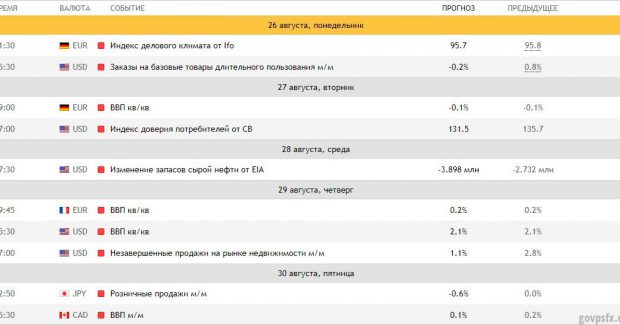 РЕМЯ ВАЛЮТА СОБЫТИЕ ПРОГНОЗ ПРЕДЫДУЩЕЕ
26 августа, понедельник
1:30 EUR Индекс делового климата от Ifo 95.7 95.8
5:30 USD Заказы на базовые товары длительного пользования м/м -0.2% 0.8%
27 августа, вторник
9:00 EUR ВВП кв/кв -0.1% -0.1%
7:00 USD Индекс доверия потребителей от CB 131.5 135.7
28 августа, среда
7:30 USD Изменение запасов сырой нефти от EIA -3.898 млн -2.732 млн
29 августа, четверг
9:45 EUR ВВП кв/кв 0.2% 0.2%
5:30 USD ВВП кв/кв 2.1% 2.1%
7:00 USD Незавершенные продажи на рынке недвижимости м/м 1.1% 2.8%
30 августа, пятница
2:50 JPY Розничные продажи м/м -0.6% 0.0%
5:30 CAD ВВП м/м 0.1% 0.2%
govpsfx.com